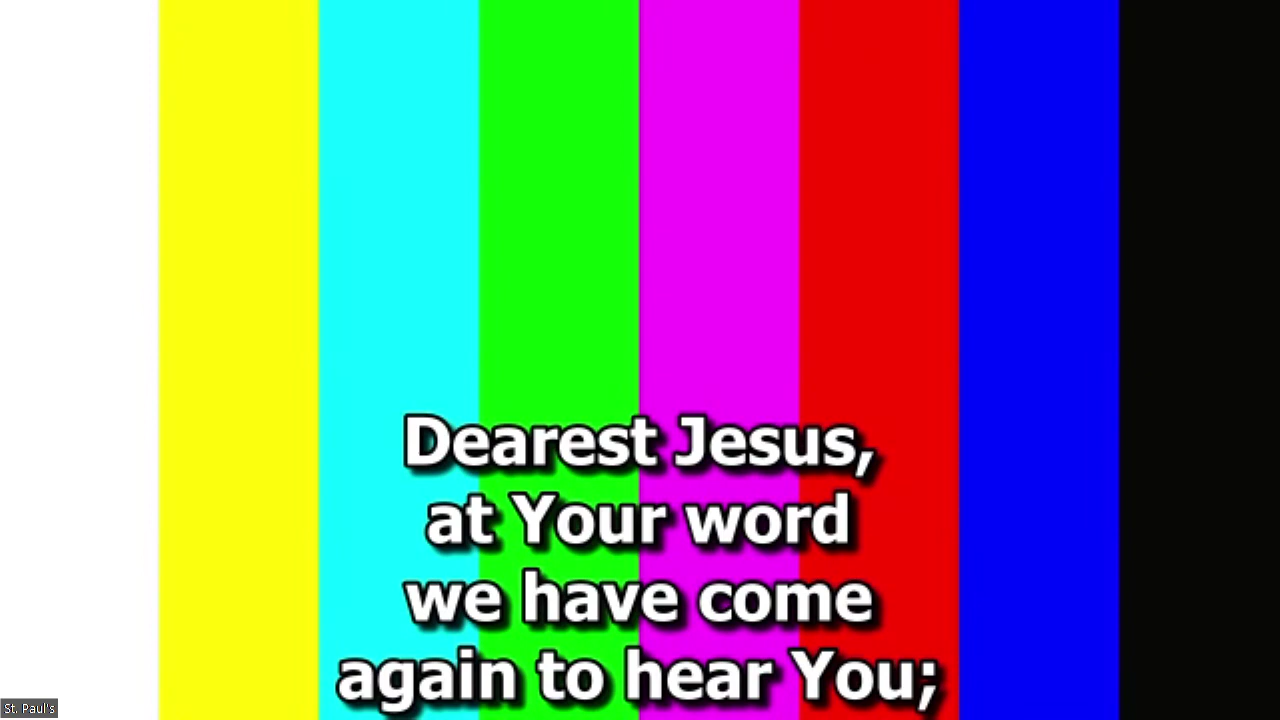 Dearest Jesus,
at Your word
we have come
again to hear You;
St. Paul's